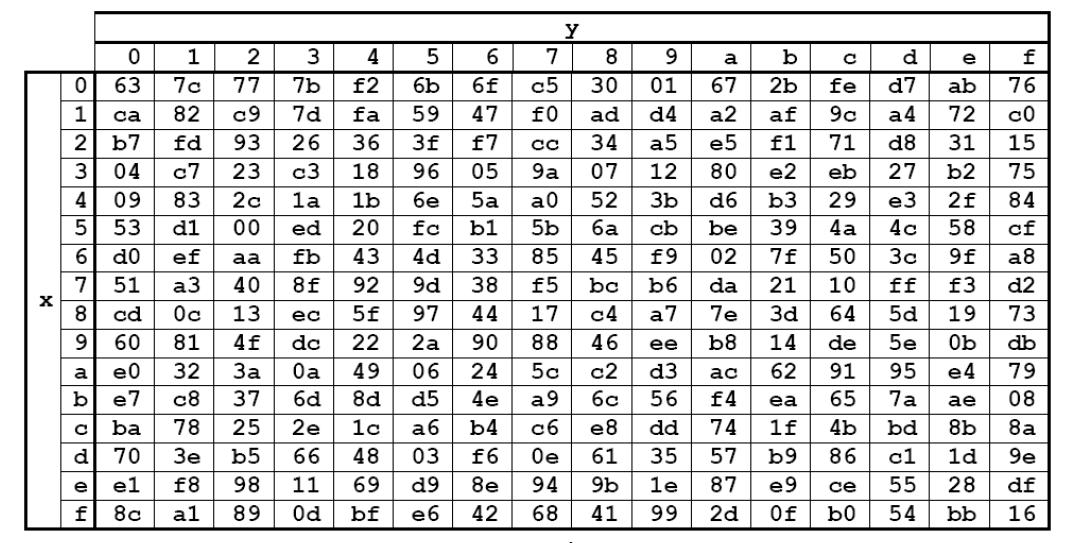 y
0 1 2 3 4 5 6 7 8 9 a b c d e f
0 63 7c 77 7b f2 6b 6f c5 30 01 67 2b fe d7 ab 76
1 ca 82 c9 7d fa 59 47 f0 ad d4 a2 af 9c a4 72 c0
2 b7 fd 93 26 36 3f f7 cc 34 a5 e5 f1 71 d8 31 15
3 04 c7 23 c3 18 96 05 9a 07 12 80 e2 eb 27 b2 75
4 09 83 2c 1a 1b 6e 5a a0 52 3b d6 b3 29 e3 2f 84
5 53 d1 00 ed 20 fc b1 5b 6a cb be 39 4a 4c 58 cf
6 d0 ef aa fb 43 4d 33 85 45 f9 02 7f 50 3c 9f a8
7 51 a3 40 8f 92 9d 38 f5 bc b6 da 21 10 ff f3 d2
x
8 cd 0c 13 ec 5f 97 44 17 c4 a7 7e 3d 64 5d 19 73
9 60 81 4f dc 22 2a 90 88 46 ee b8 14 de 5e 0b db
a e0 32 3a 0a 49 06 24 5c c2 d3 ac 62 91 95 e4 79
b e7 c8 37 6d 8d d5 4e a9 6c 56 f4 ea 65 7a ae 08
c ba 78 25 2e 1c a6 b4 c6 e8 dd 74 1f 4b bd 8b 8a
d 70 3e b5 66 48 03 f6 0e 61 35 57 b9 86 c1 1d 9e
e e1 f8 98 11 69 d9 8e 94 9b 1e 87 e9 ce 55 28 df
f 8c a1 89 0d bf e6 42 68 41 99 2d 0f b0 54 bb 16